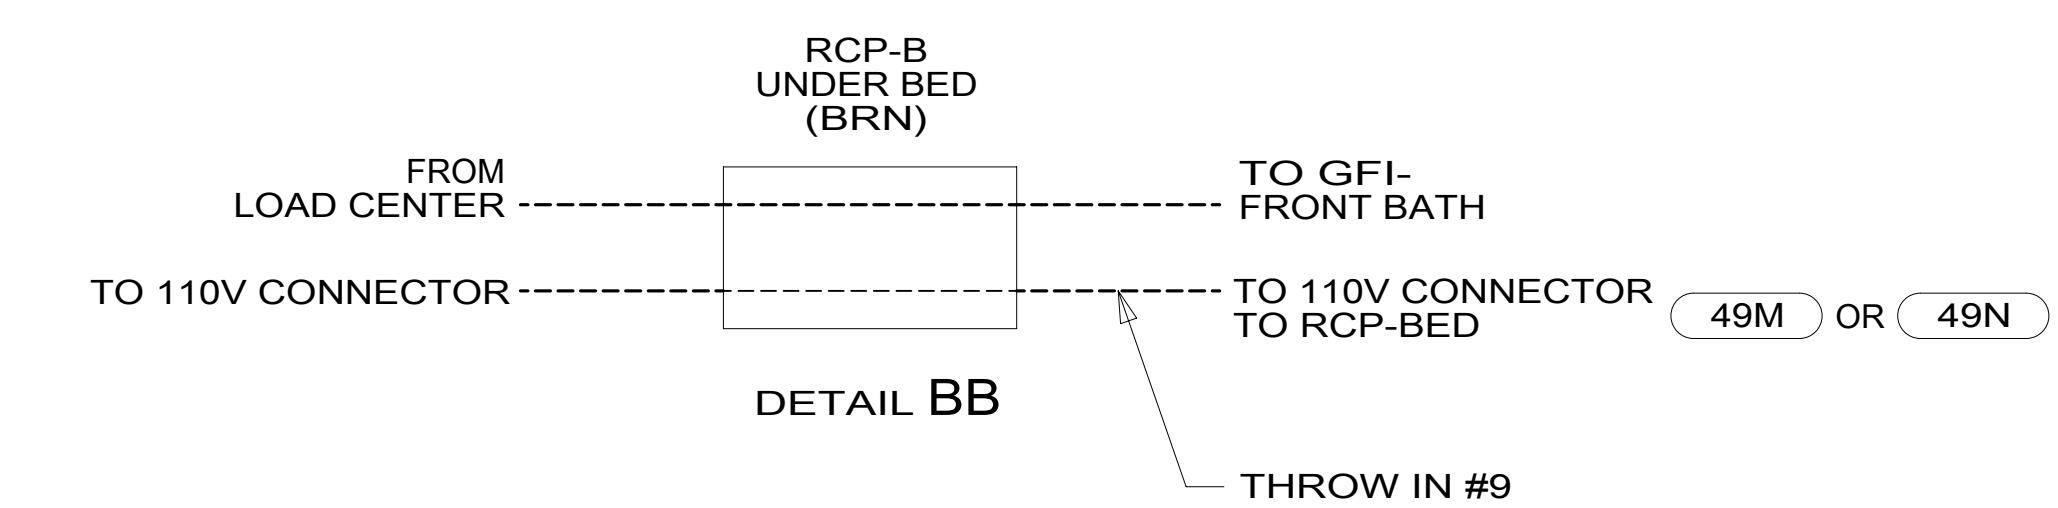 RCP-B
UNDER BED
(BRN)
FROM
LOAD CENTER
TO GFI-
FRONT BATH
TO 110V CONNECTOR
TO 110V CONNECTOR
TO RCP-BED
49M OR 49N
DETAIL BB
THROW IN #9